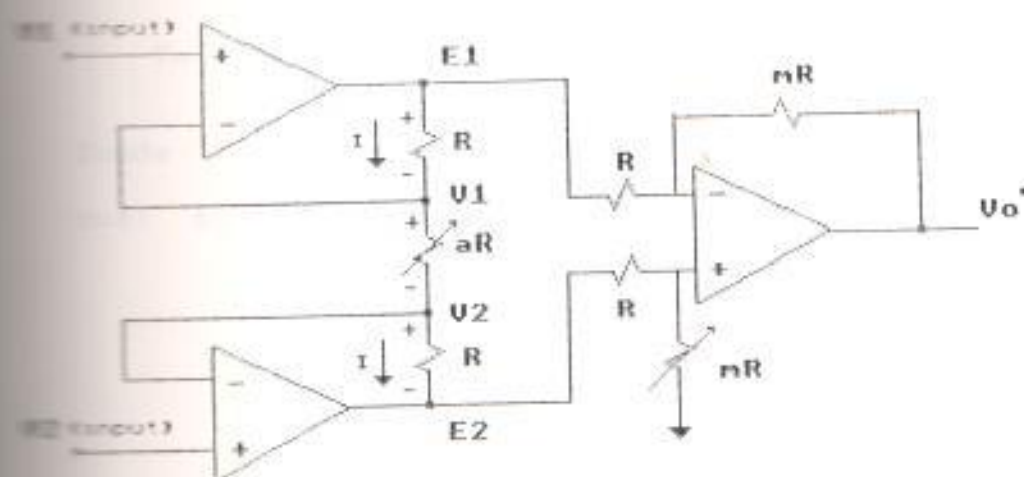 (input)
+
E1
mR
-
I
+
R
-
R
V1
-
Vo'
+
aR
-
+
R
V2
+
mR
I
R
-
-
(input)
+
E2